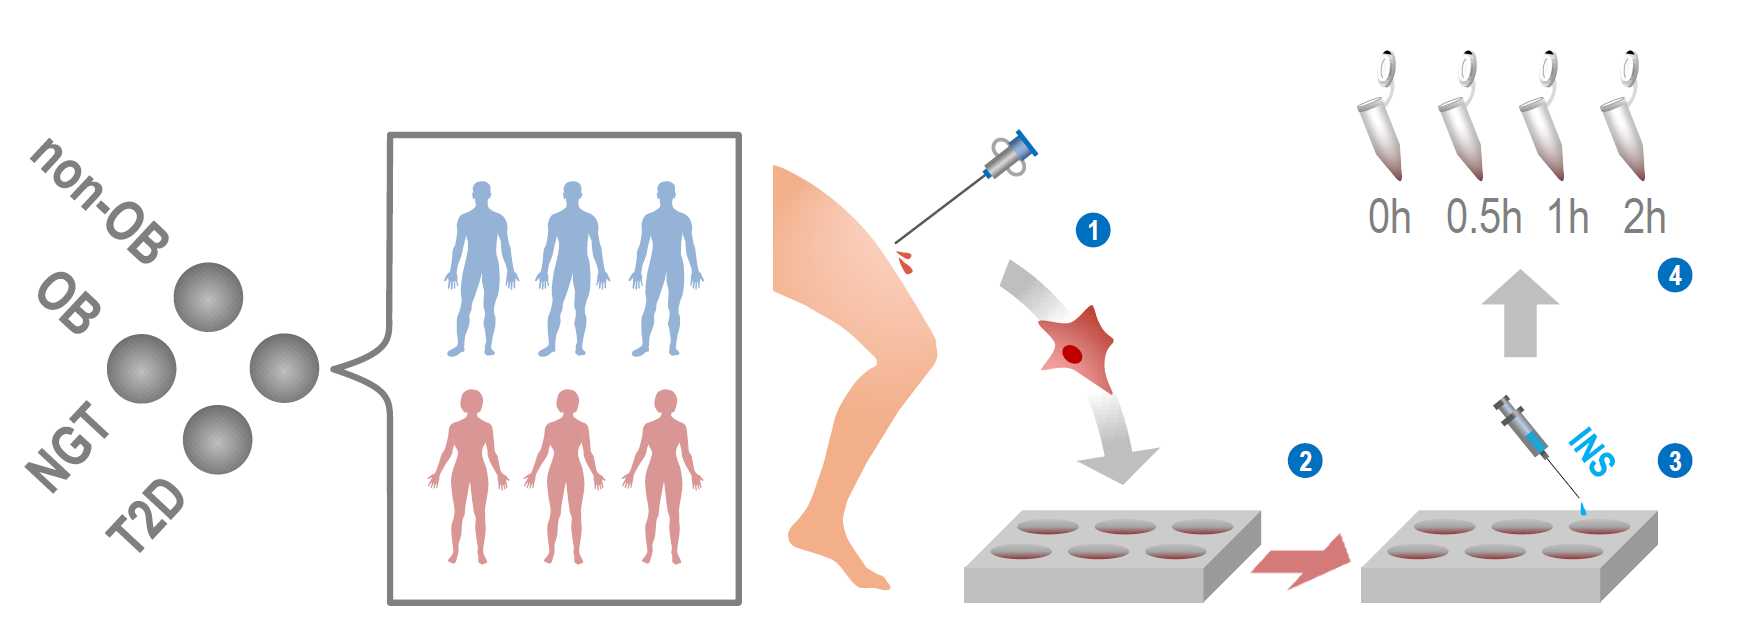 non-OB
OB
NGT
T2D
1
2
INS
3
0h 0.5h 1h 2h
4